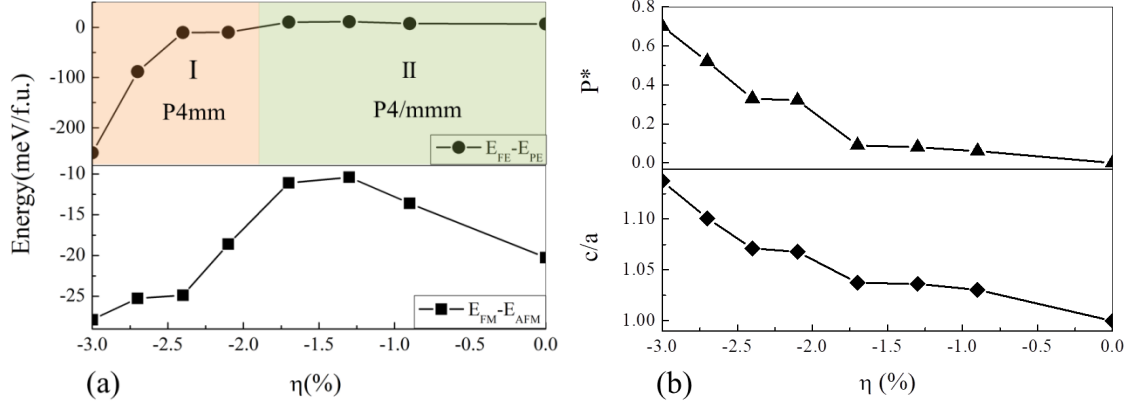 Energy(meV/f.u.)
0
-100
-200
I
P4mm
II
P4/mmm
E_FE-E_PE
-10
-15
-20
-25
E_FM-E_AFM
-3.0 -2.5 -2.0 -1.5 -1.0 -0.5 0.0
(a) η(%)
P*
0.8
0.6
0.4
0.2
0.0
c/a
1.10
1.05
1.00
-3.0 -2.5 -2.0 -1.5 -1.0 -0.5 0.0
(b) η (%)